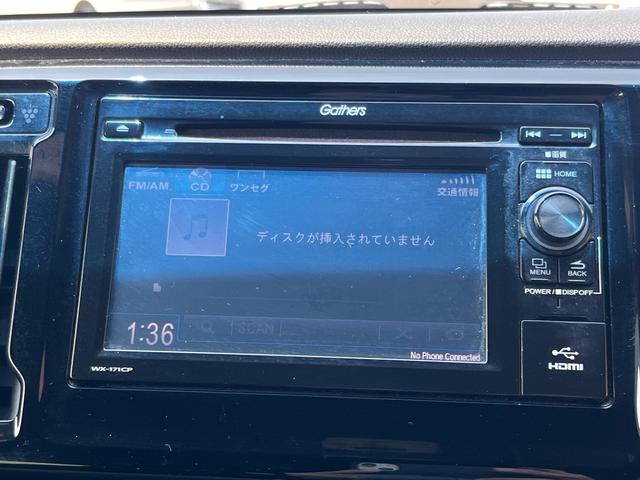 Gathers
■画質
HOME
FM/AM CD ワンセグ
交通情報
ディスクが挿入されていません
MENU BACK
POWER/■DISPOFF
1:36
SCAN
No Phone Connected
WX-171CP
HDMI